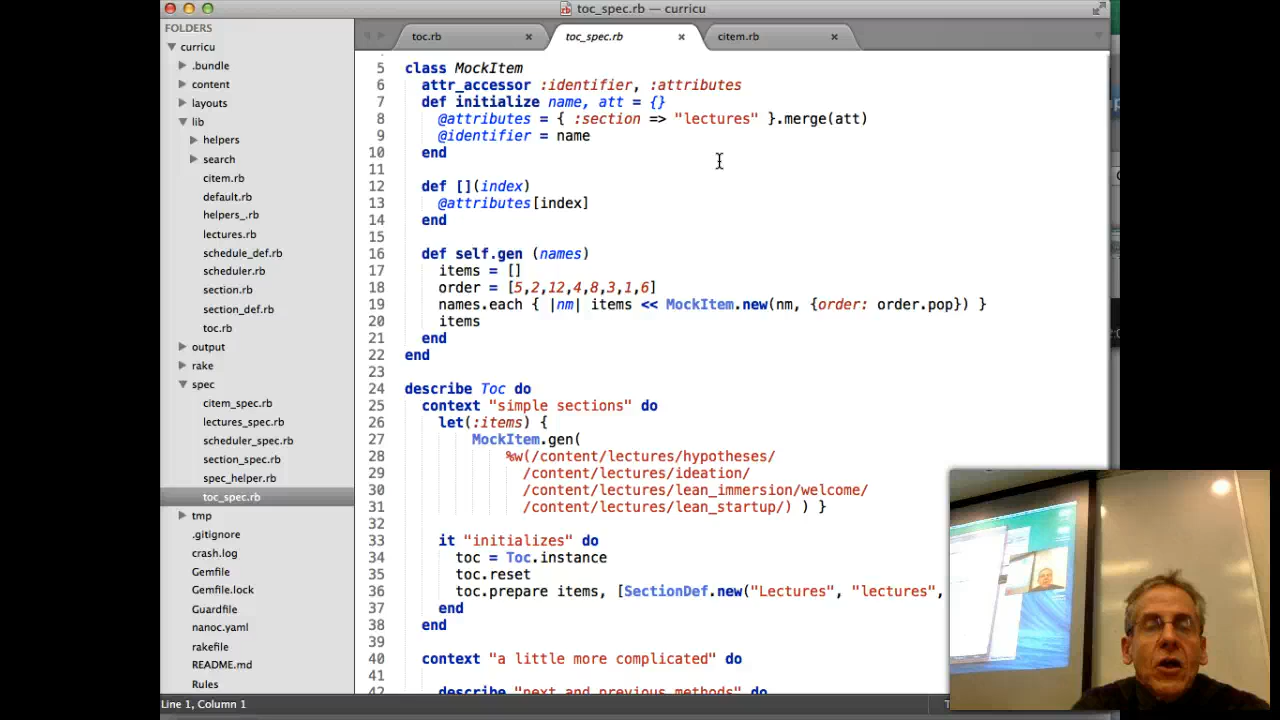 toc_spec.rb — curricu
FOLDERS
curricu
.bundle
content
layouts
lib
helpers
search
citem.rb
default.rb
helpers_.rb
lectures.rb
schedule_def.rb
scheduler.rb
section.rb
section_def.rb
toc.rb
output
rake
spec
citem_spec.rb
lectures_spec.rb
scheduler_spec.rb
section_spec.rb
spec_helper.rb
toc_spec.rb
tmp
.gitignore
crash.log
Gemfile
Gemfile.lock
Guardfile
nanoc.yaml
rakefile
README.md
Rules
toc.rb × toc_spec.rb × citem.rb ×
5 class MockItem
6 attr_accessor :identifier, :attributes
7 def initialize name, att = {}
8 @attributes = { :section => "lectures" }.merge(att)
9 @identifier = name
10 end
11
12 def [](index)
13 @attributes[index]
14 end
15
16 def self.gen (names)
17 items = []
18 order = [5,2,12,4,8,3,1,6]
19 names.each { |nm| items << MockItem.new(nm, {order: order.pop}) }
20 items
21 end
22 end
23
24 describe Toc do
25 context "simple sections" do
26 let(:items) {
27 MockItem.gen(
28 %w(/content/lectures/hypotheses/
29 /content/lectures/ideation/
30 /content/lectures/lean_immersion/welcome/
31 /content/lectures/lean_startup/) ) }
32
33 it "initializes" do
34 toc = Toc.instance
35 toc.reset
36 toc.prepare items, [SectionDef.new("Lectures", "lectures",
37 end
38 end
39
40 context "a little more complicated" do
41
42 describe "next and previous methods" do
Line 1, Column 1